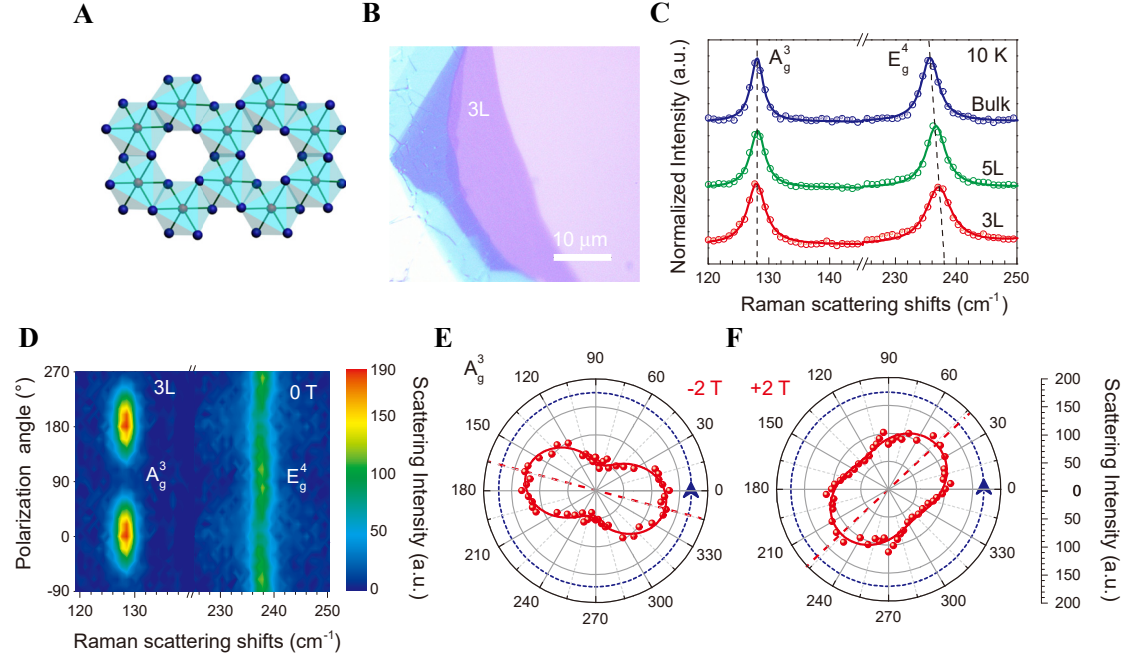 A
B
3L
10 μm
C
Normalized Intensity (a.u.)
A³g
E⁴g
10 K
Bulk
5L
3L
120 130 140 230 240 250
Raman scattering shifts (cm⁻¹)
D
Polarization angle (°)
270
180
90
0
-90
3L
0 T
A³g
E⁴g
120 130 230 240 250
Raman scattering shifts (cm⁻¹)
190
150
100
50
0
Scattering Intensity (a.u.)
E
A³g
-2 T
90
120 60
150 30
180 0
210 330
240 300
270
F
+2 T
90
120 60
150 30
180 0
210 330
240 300
270
200
150
100
50
0
50
100
150
200
Scattering Intensity (a.u.)